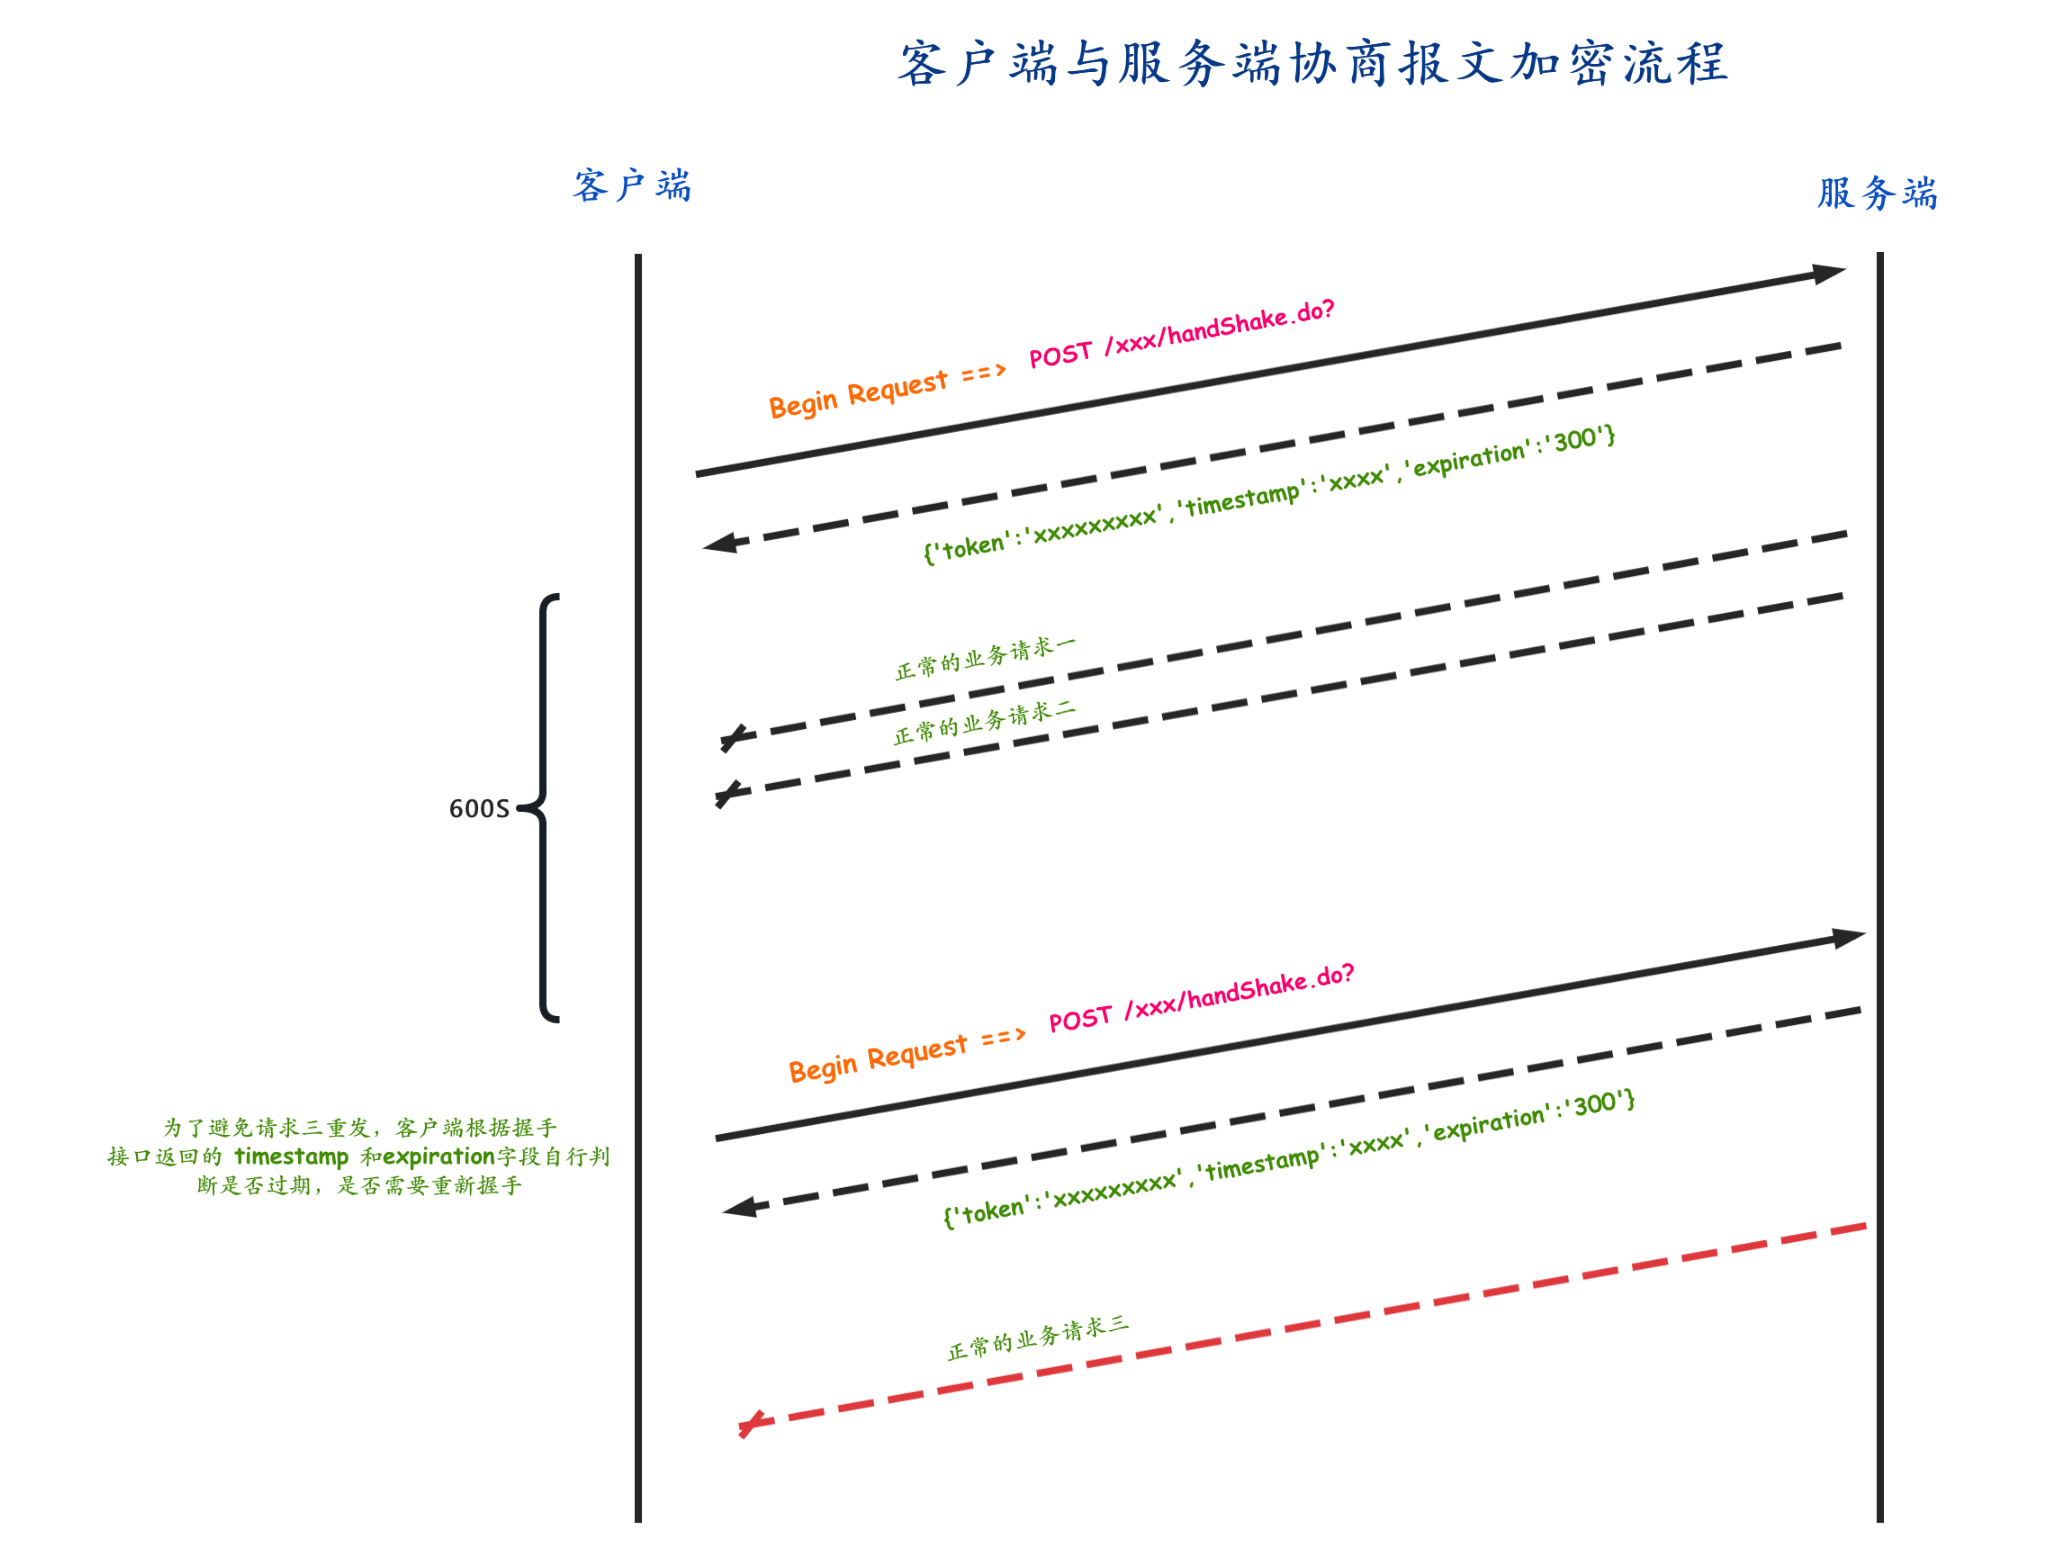 客户端与服务端协商报文加密流程
客户端
服务端
Begin Request ==> POST /xxx/handShake.do?
{'token':'xxxxxxxxx','timestamp':'xxxx','expiration':'300'}
正常的业务请求一
正常的业务请求二
600S
Begin Request ==> POST /xxx/handShake.do?
{'token':'xxxxxxxxx','timestamp':'xxxx','expiration':'300'}
为了避免请求三重发，客户端根据握手
接口返回的 timestamp 和expiration字段自行判
断是否过期，是否需要重新握手
正常的业务请求三